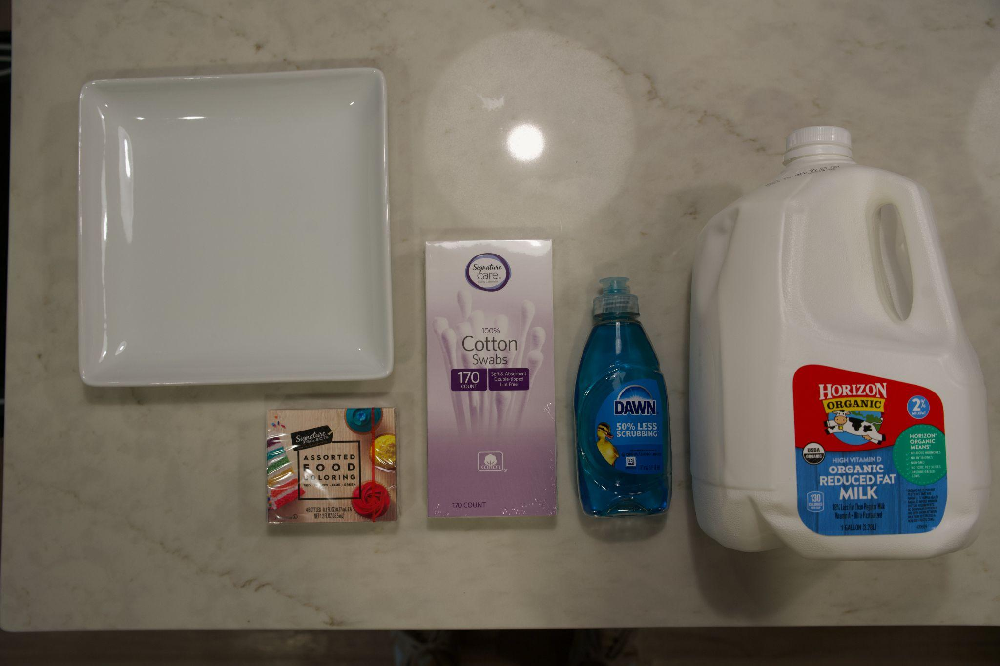 Signature
SELECT®
QUALITY GUARANTEED
ASSORTED
FOOD
COLORING
RED • YELLOW • BLUE • GREEN
4 BOTTLES - 0.3 FL OZ (8.87 mL) EA
NET 1.2 FL OZ (35.5 mL)
Signature
care®
Quality Guaranteed
100%
Cotton
Swabs
170
COUNT
Soft & Absorbent
Double-tipped
Lint Free
cotton ®
170 COUNT
DAWN
50% LESS
SCRUBBING
DISHWASHING LIQUID
HORIZON
ORGANIC
2%
MILKFAT
HORIZON®
ORGANIC
MEANS*
NO ADDED HORMONES
NO ANTIBIOTICS
NON-GMO
NO TOXIC PESTICIDES
PASTURE RAISED
COWS
USDA
ORGANIC
HIGH VITAMIN D
ORGANIC
REDUCED FAT
MILK
130
CALORIES
PER CUP
38% Less Fat Than Regular Milk
Vitamin A • Ultra-Pasteurized
1 GALLON (3.78L)